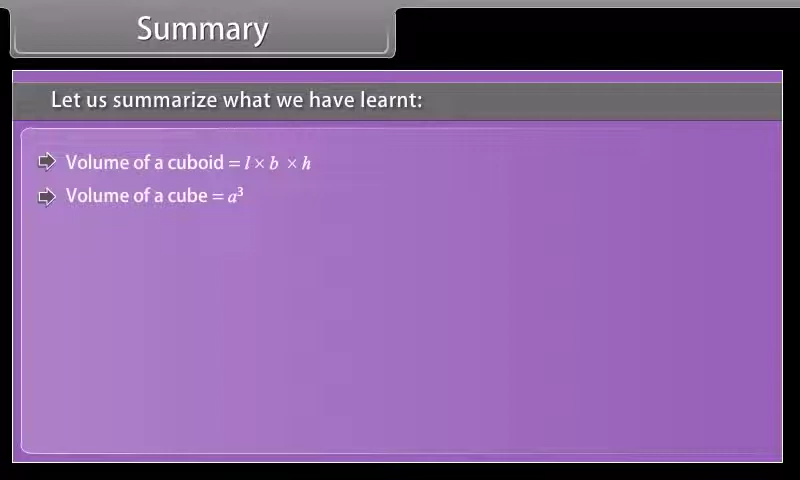 Summary
Let us summarize what we have learnt:
Volume of a cuboid = l × b × h
Volume of a cube = a³